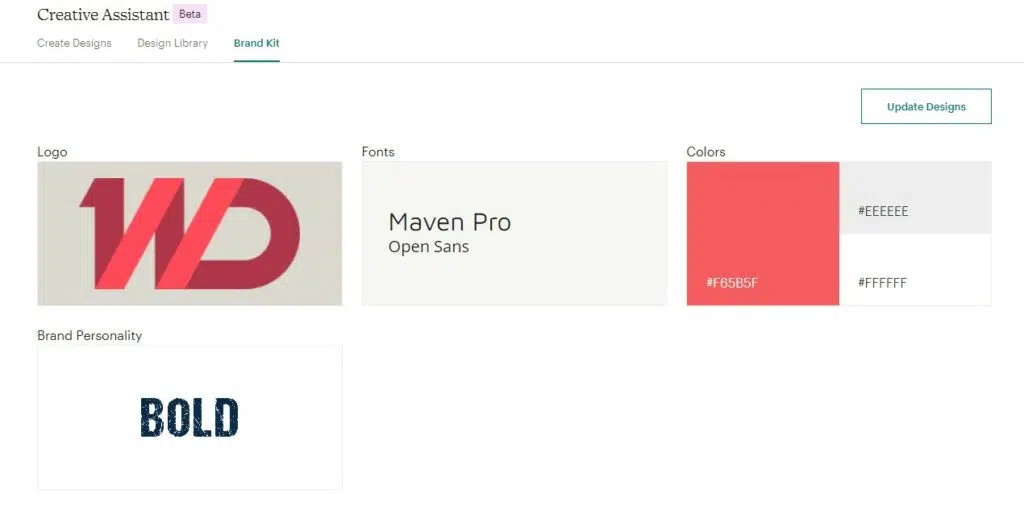 Creative Assistant Beta
Create Designs Design Library Brand Kit
Update Designs
Logo
WD
Fonts
Maven Pro
Open Sans
Colors
#F65B5F
#EEEEEE
#FFFFFF
Brand Personality
BOLD